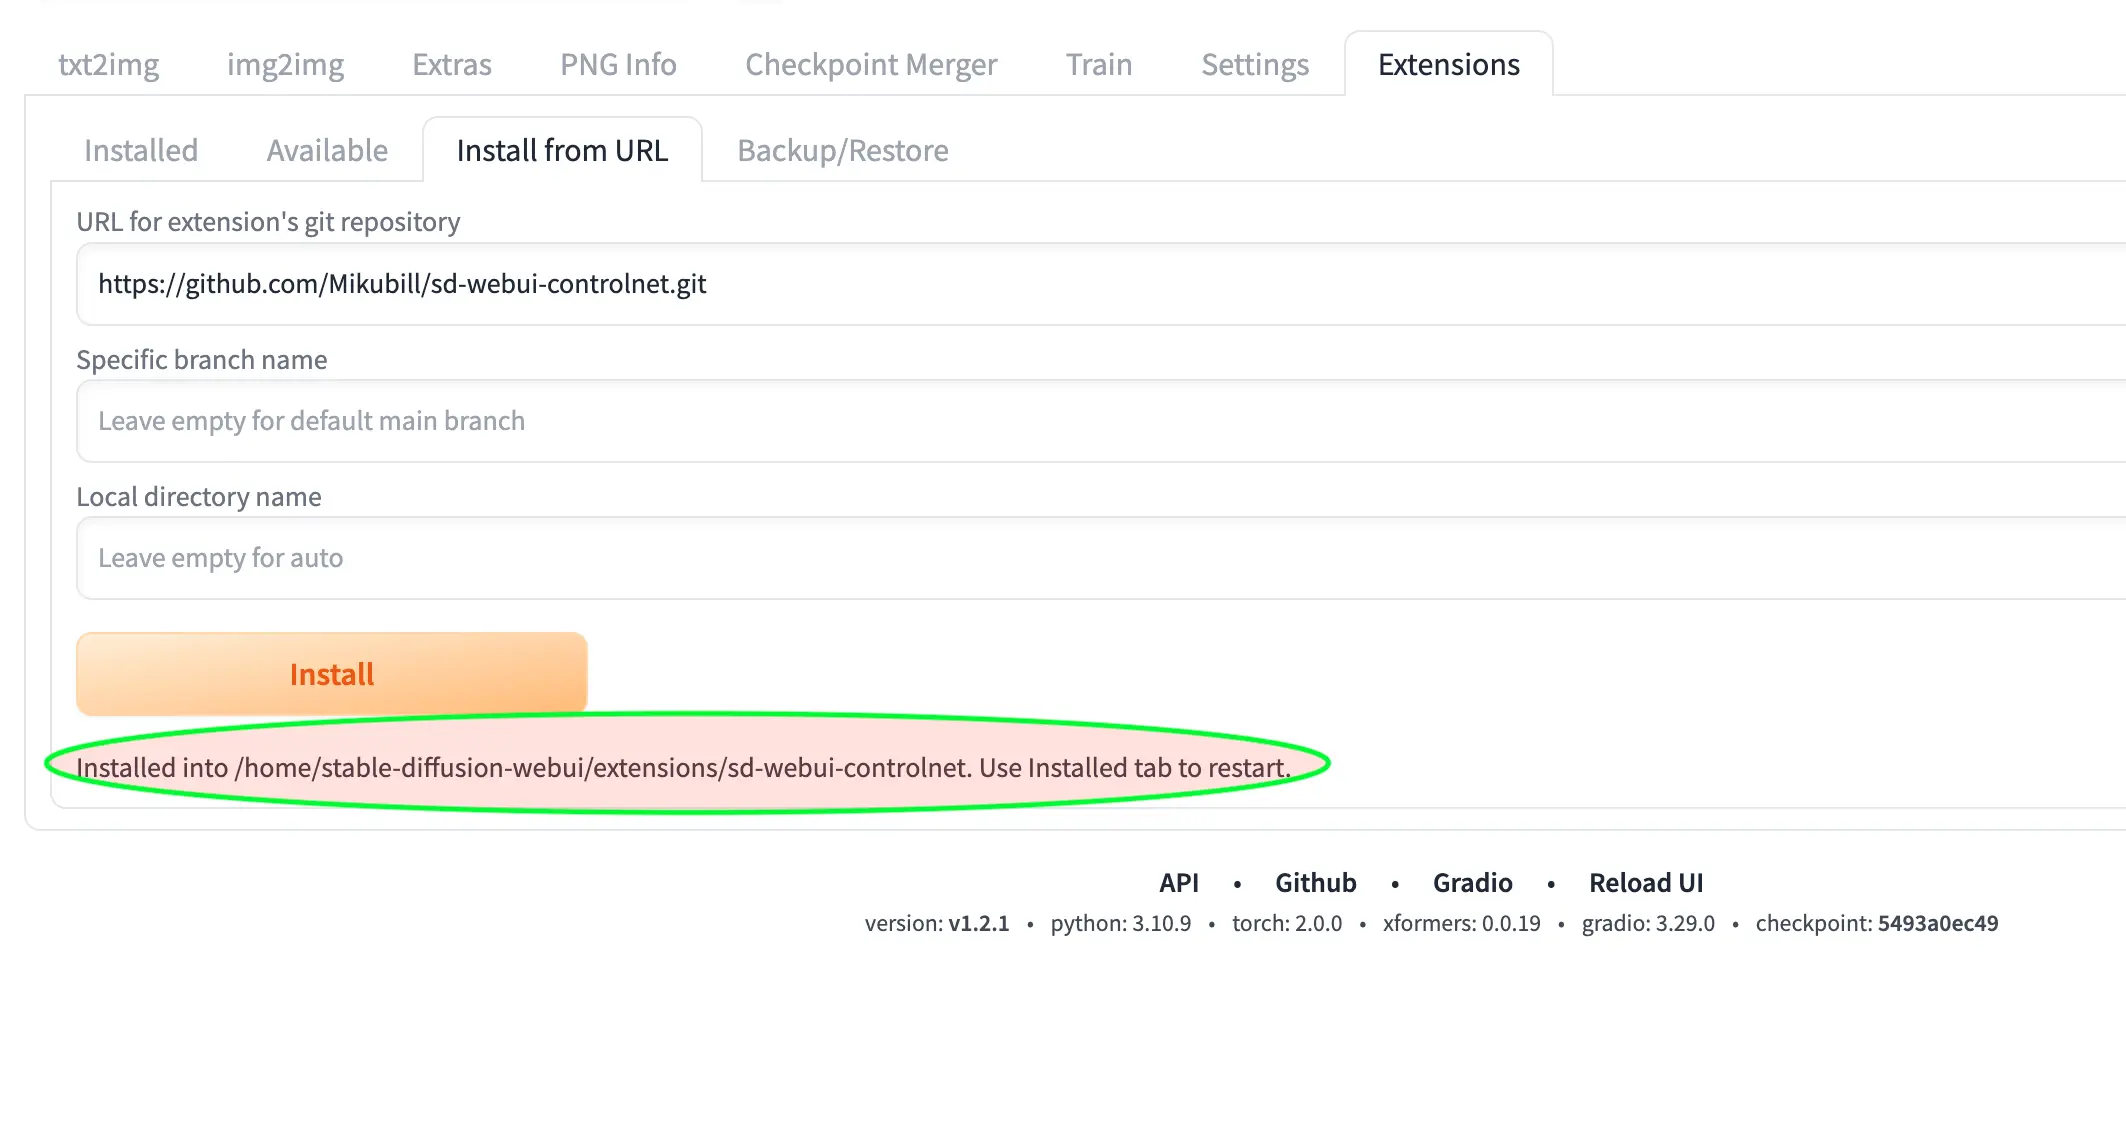 txt2img img2img Extras PNG Info Checkpoint Merger Train Settings Extensions
Installed Available Install from URL Backup/Restore
URL for extension's git repository
https://github.com/Mikubill/sd-webui-controlnet.git
Specific branch name
Leave empty for default main branch
Local directory name
Leave empty for auto
Install
Installed into /home/stable-diffusion-webui/extensions/sd-webui-controlnet. Use Installed tab to restart.
API • Github • Gradio • Reload UI
version: v1.2.1 • python: 3.10.9 • torch: 2.0.0 • xformers: 0.0.19 • gradio: 3.29.0 • checkpoint: 5493a0ec49